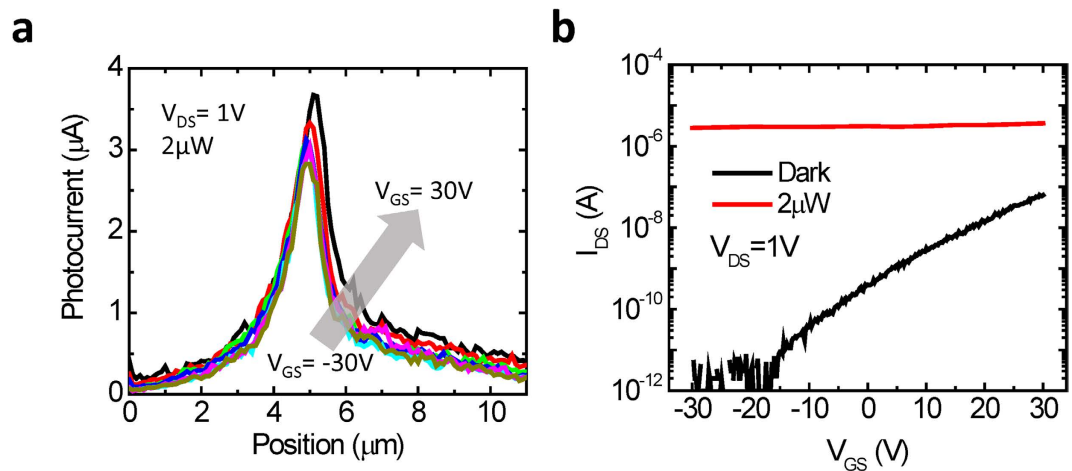 a
4
3
2
1
0
Photocurrent (μA)
V_DS= 1V
2μW
V_GS= 30V
V_GS= -30V
0 2 4 6 8 10
Position (μm)
b
10^-4
10^-6
10^-8
10^-10
10^-12
I_DS (A)
Dark
2μW
V_DS=1V
-30 -20 -10 0 10 20 30
V_GS (V)